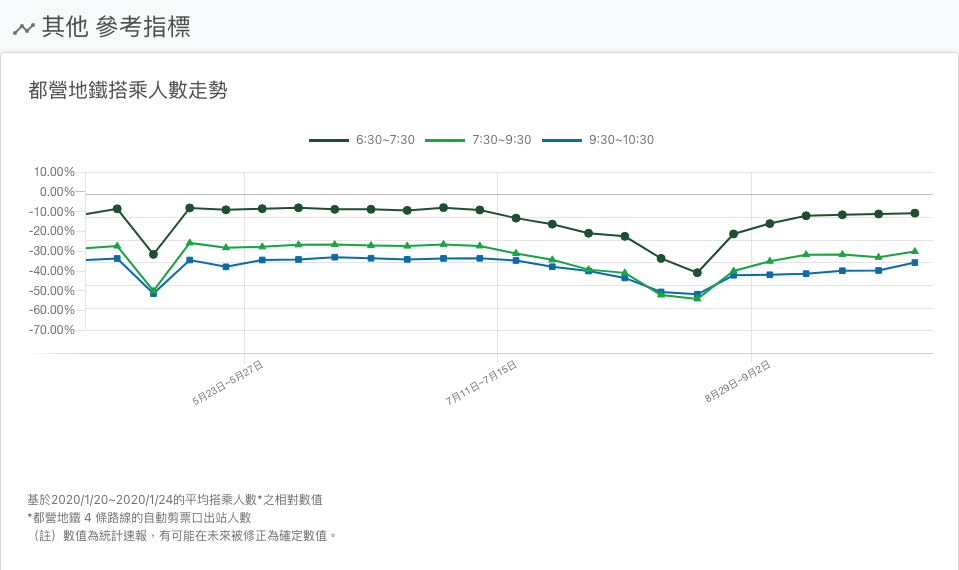 其他 參考指標
都營地鐵搭乘人數走勢
6:30~7:30 7:30~9:30 9:30~10:30
10.00%
0.00%
-10.00%
-20.00%
-30.00%
-40.00%
-50.00%
-60.00%
-70.00%
5月23日~5月27日 7月11日~7月15日 8月29日~9月2日
基於2020/1/20~2020/1/24的平均搭乘人數*之相對數值
*都營地鐵 4 條路線的自動剪票口出站人數
（註）數值為統計速報，有可能在未來被修正為確定數值。